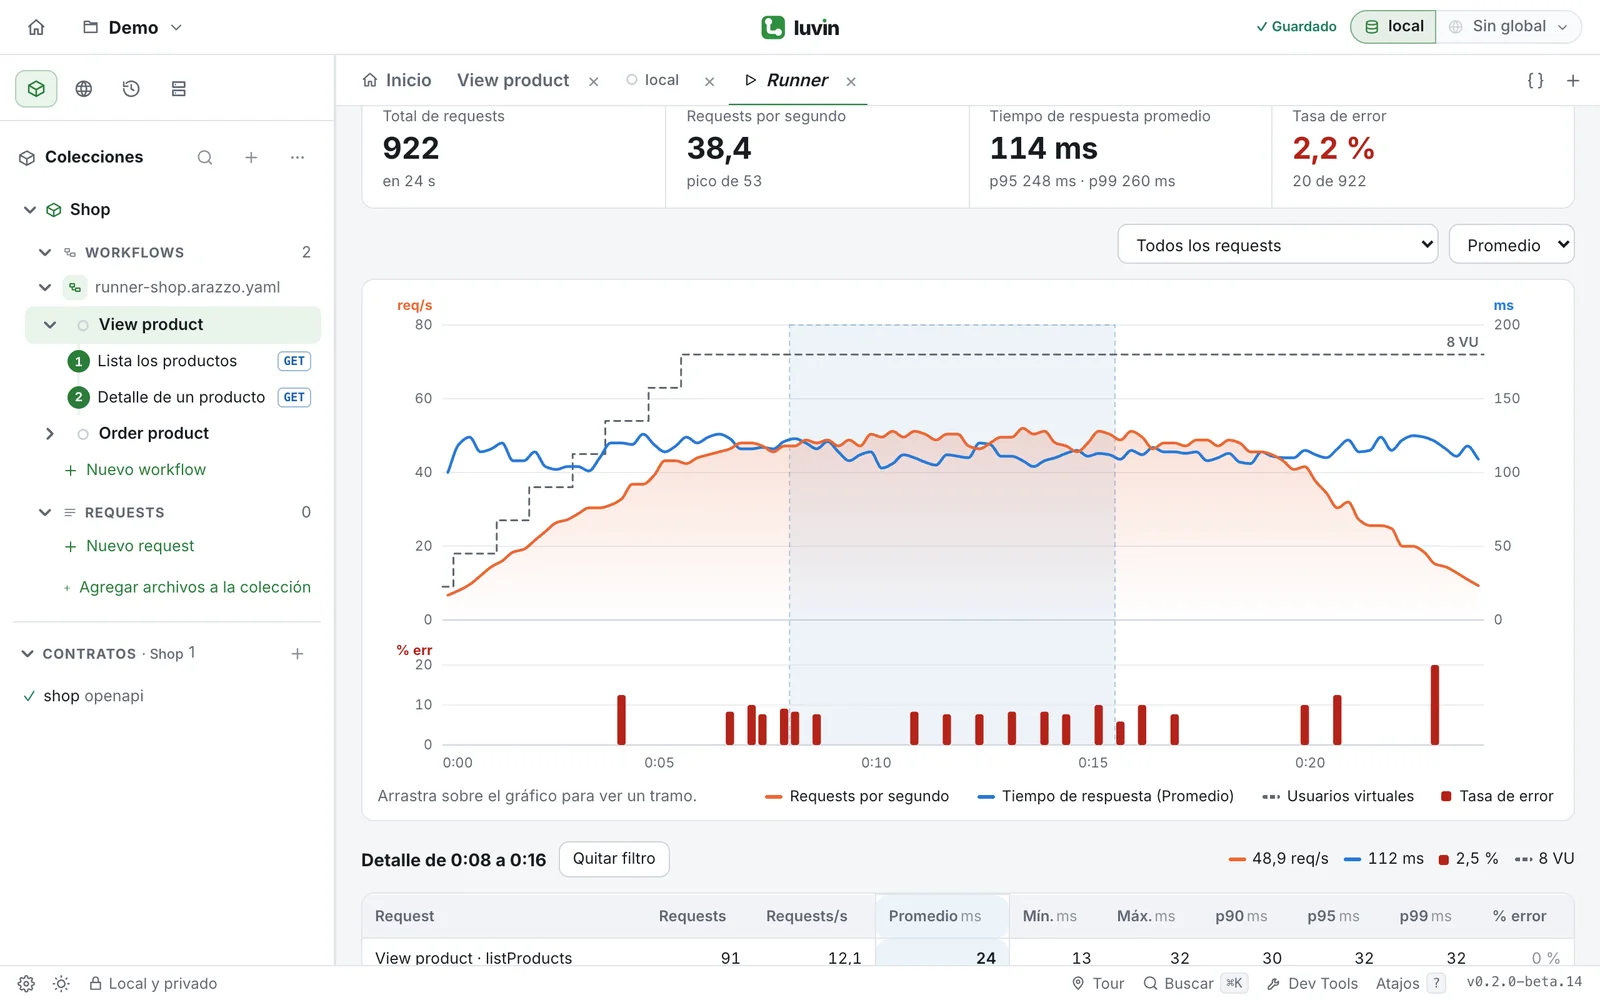 Demo
luvin
Guardado
local
Sin global
Inicio
View product
local
Runner
{}
Colecciones
Shop
WORKFLOWS 2
runner-shop.arazzo.yaml
View product
1 Lista los productos GET
2 Detalle de un producto GET
Order product
+ Nuevo workflow
REQUESTS 0
+ Nuevo request
+ Agregar archivos a la colección
CONTRATOS · Shop 1
shop openapi
Total de requests
922
en 24 s
Requests por segundo
38,4
pico de 53
Tiempo de respuesta promedio
114 ms
p95 248 ms · p99 260 ms
Tasa de error
2,2 %
20 de 922
Todos los requests
Promedio
req/s
ms
80
200
8 VU
60
150
40
100
20
50
0
0
% err
20
10
0
0:00
0:05
0:10
0:15
0:20
Arrastra sobre el gráfico para ver un tramo.
Requests por segundo
Tiempo de respuesta (Promedio)
Usuarios virtuales
Tasa de error
Detalle de 0:08 a 0:16
Quitar filtro
48,9 req/s
112 ms
2,5 %
8 VU
Request Requests Requests/s Promedio ms Mín. ms Máx. ms p90 ms p95 ms p99 ms % error
View product · listProducts 91 12,1 24 13 32 30 32 32 0 %
Local y privado
Tour
Buscar ⌘K
Dev Tools
Atajos ?
v0.2.0-beta.14